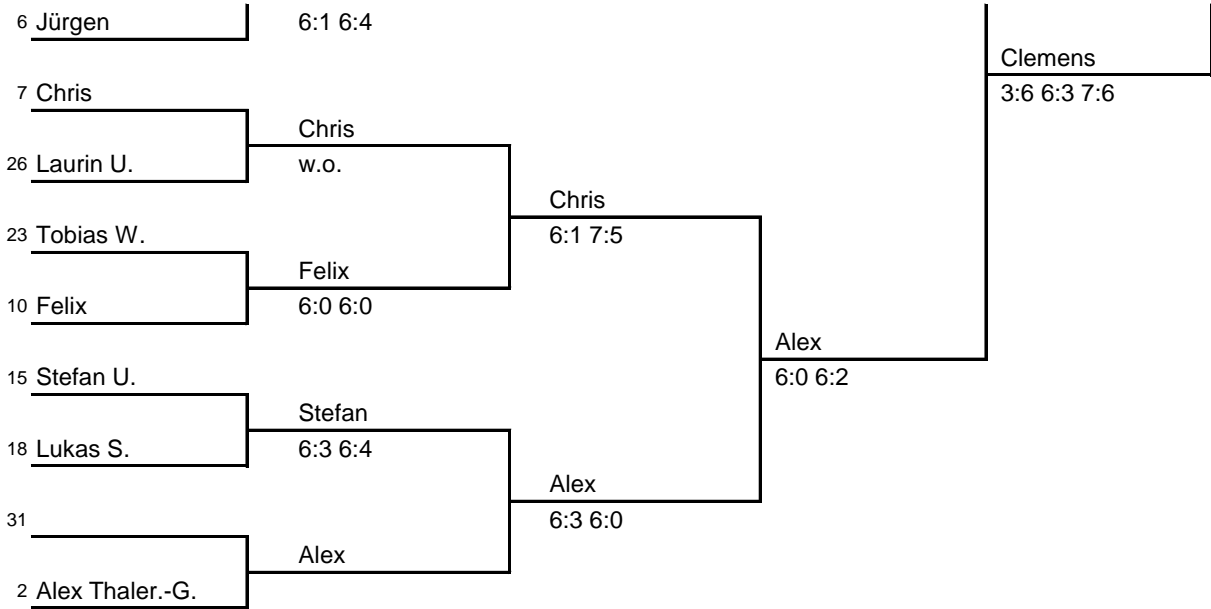 6 Jürgen
6:1 6:4
Clemens
3:6 6:3 7:6
7 Chris
Chris
w.o.
26 Laurin U.
Chris
6:1 7:5
23 Tobias W.
Felix
6:0 6:0
10 Felix
Alex
6:0 6:2
15 Stefan U.
Stefan
6:3 6:4
18 Lukas S.
Alex
6:3 6:0
31
Alex
2 Alex Thaler.-G.